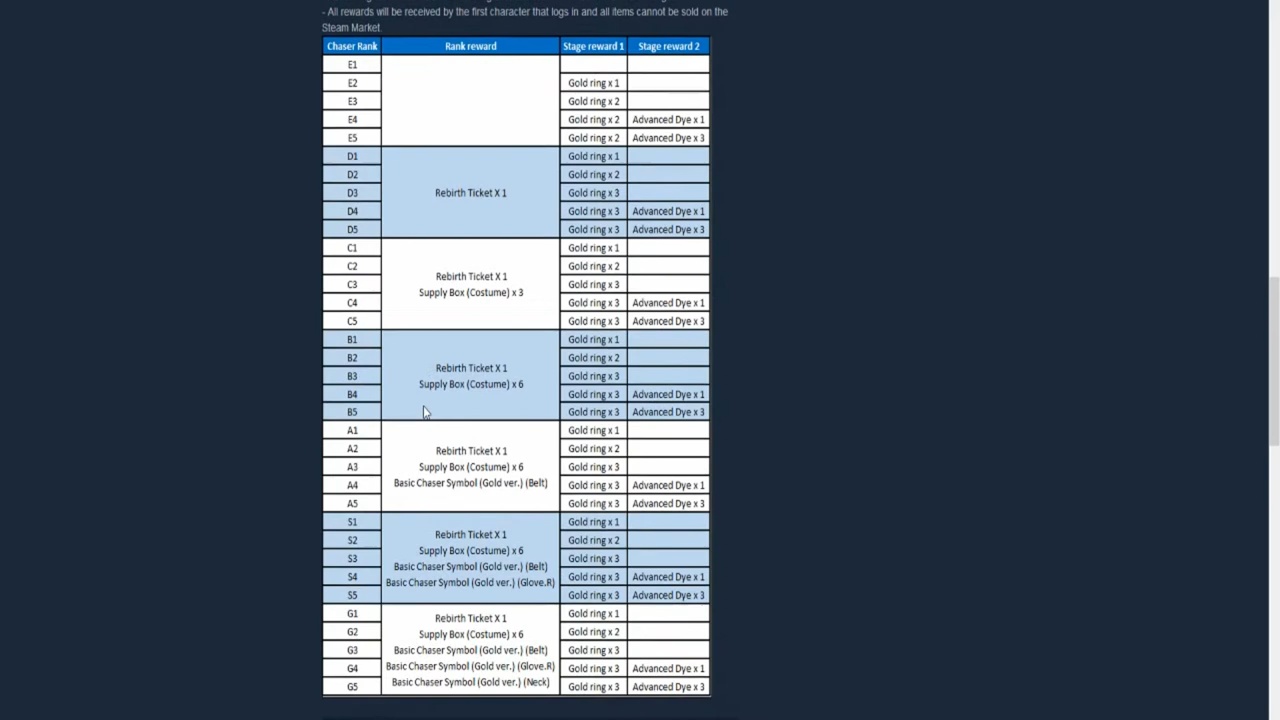 - All rewards will be received by the first character that logs in and all items cannot be sold on the
Steam Market.
Chaser Rank Rank reward Stage reward 1 Stage reward 2
E1
E2 Gold ring x 1
E3 Gold ring x 2
E4 Gold ring x 2 Advanced Dye x 1
E5 Gold ring x 2 Advanced Dye x 3
D1 Gold ring x 1
D2 Gold ring x 2
D3 Rebirth Ticket X 1 Gold ring x 3
D4 Gold ring x 3 Advanced Dye x 1
D5 Gold ring x 3 Advanced Dye x 3
C1 Gold ring x 1
C2 Gold ring x 2
Rebirth Ticket X 1
C3 Gold ring x 3
Supply Box (Costume) x 3
C4 Gold ring x 3 Advanced Dye x 1
C5 Gold ring x 3 Advanced Dye x 3
B1 Gold ring x 1
B2 Gold ring x 2
Rebirth Ticket X 1
B3 Gold ring x 3
Supply Box (Costume) x 6
B4 Gold ring x 3 Advanced Dye x 1
B5 Gold ring x 3 Advanced Dye x 3
A1 Gold ring x 1
A2 Rebirth Ticket X 1 Gold ring x 2
A3 Supply Box (Costume) x 6 Gold ring x 3
A4 Basic Chaser Symbol (Gold ver.) (Belt) Gold ring x 3 Advanced Dye x 1
A5 Gold ring x 3 Advanced Dye x 3
S1 Gold ring x 1
S2 Rebirth Ticket X 1 Gold ring x 2
Supply Box (Costume) x 6
S3 Basic Chaser Symbol (Gold ver.) (Belt) Gold ring x 3
S4 Basic Chaser Symbol (Gold ver.) (Glove.R) Gold ring x 3 Advanced Dye x 1
S5 Gold ring x 3 Advanced Dye x 3
G1 Rebirth Ticket X 1 Gold ring x 1
G2 Supply Box (Costume) x 6 Gold ring x 2
G3 Basic Chaser Symbol (Gold ver.) (Belt) Gold ring x 3
G4 Basic Chaser Symbol (Gold ver.) (Glove.R) Gold ring x 3 Advanced Dye x 1
G5 Basic Chaser Symbol (Gold ver.) (Neck) Gold ring x 3 Advanced Dye x 3